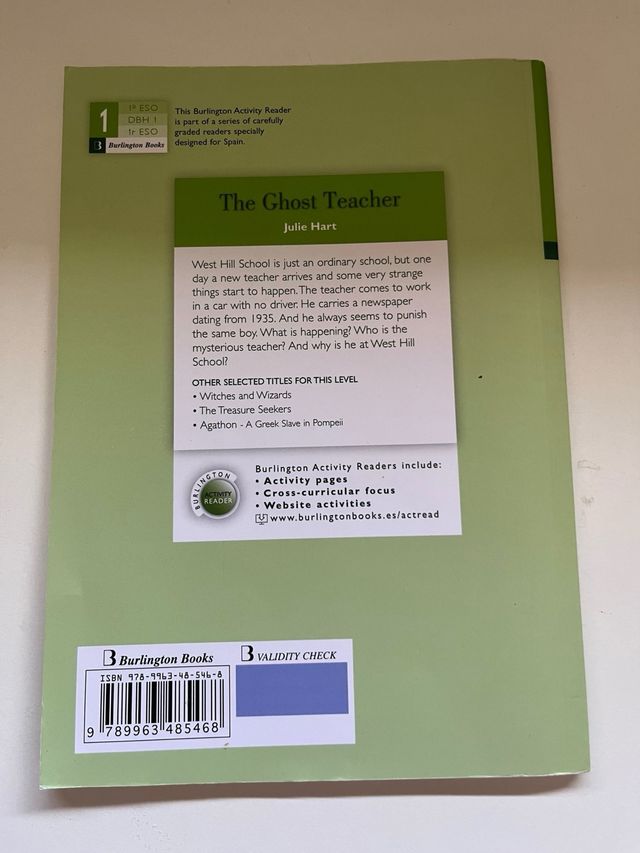 1
1º ESO
DBH 1
1r ESO
B Burlington Books
This Burlington Activity Reader
is part of a series of carefully
graded readers specially
designed for Spain.
The Ghost Teacher
Julie Hart
West Hill School is just an ordinary school, but one
day a new teacher arrives and some very strange
things start to happen. The teacher comes to work
in a car with no driver. He carries a newspaper
dating from 1935. And he always seems to punish
the same boy. What is happening? Who is the
mysterious teacher? And why is he at West Hill
School?
OTHER SELECTED TITLES FOR THIS LEVEL
• Witches and Wizards
• The Treasure Seekers
• Agathon - A Greek Slave in Pompeii
BURLINGTON
ACTIVITY
READER
Burlington Activity Readers include:
• Activity pages
• Cross-curricular focus
• Website activities
www.burlingtonbooks.es/actread
B Burlington Books
ISBN 978-9963-48-546-8
9 789963 485468
B VALIDITY CHECK